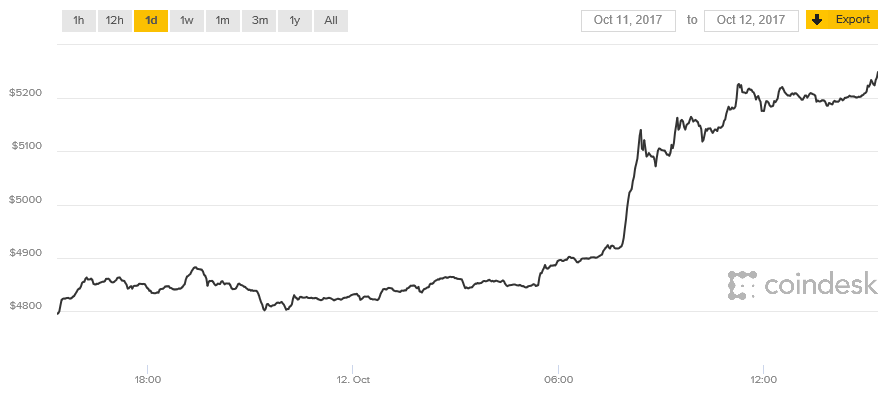 1h 12h 1d 1w 1m 3m 1y All Oct 11, 2017 to Oct 12, 2017 Export
$5200
$5100
$5000
$4900
coindesk
$4800
18:00 12. Oct 06:00 12:00